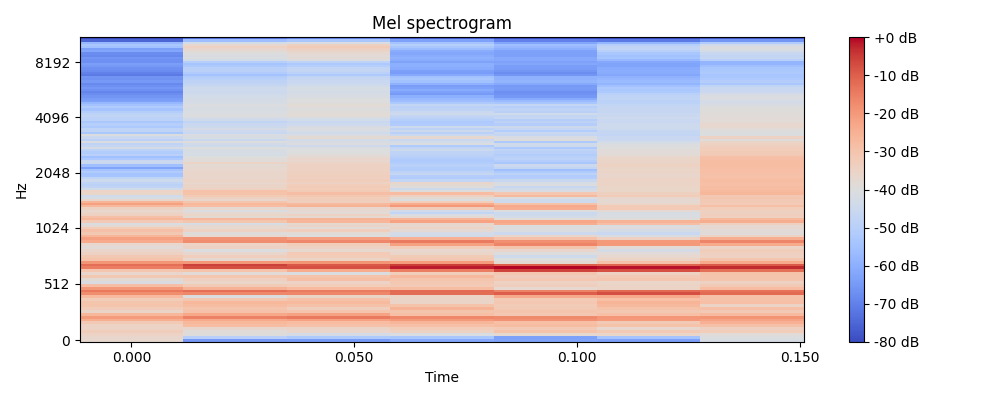 Mel spectrogram
Hz
8192
4096
2048
1024
512
0
0.000 0.050 0.100 0.150
Time
+0 dB
-10 dB
-20 dB
-30 dB
-40 dB
-50 dB
-60 dB
-70 dB
-80 dB